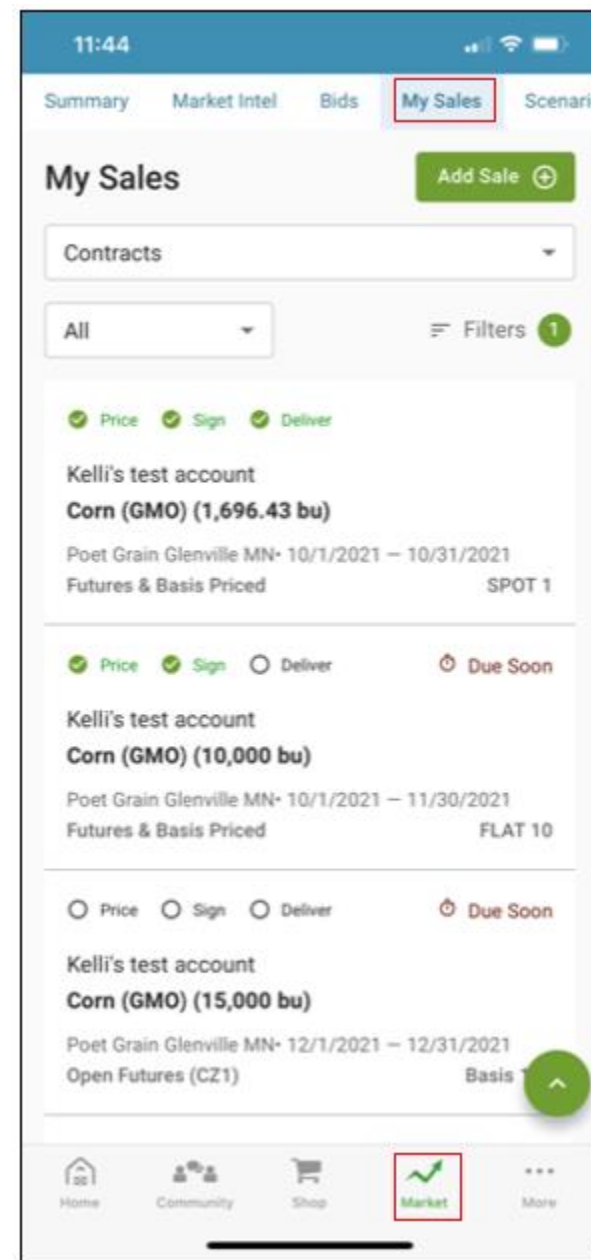 11:44
Summary Market Intel Bids My Sales Scenari
My Sales Add Sale
Contracts
All Filters 1
Price Sign Deliver
Kelli's test account
Corn (GMO) (1,696.43 bu)
Poet Grain Glenville MN• 10/1/2021 – 10/31/2021
Futures & Basis Priced SPOT 1
Price Sign Deliver Due Soon
Kelli's test account
Corn (GMO) (10,000 bu)
Poet Grain Glenville MN• 10/1/2021 – 11/30/2021
Futures & Basis Priced FLAT 10
Price Sign Deliver Due Soon
Kelli's test account
Corn (GMO) (15,000 bu)
Poet Grain Glenville MN• 12/1/2021 – 12/31/2021
Open Futures (CZ1) Basis
Home Community Shop Market More